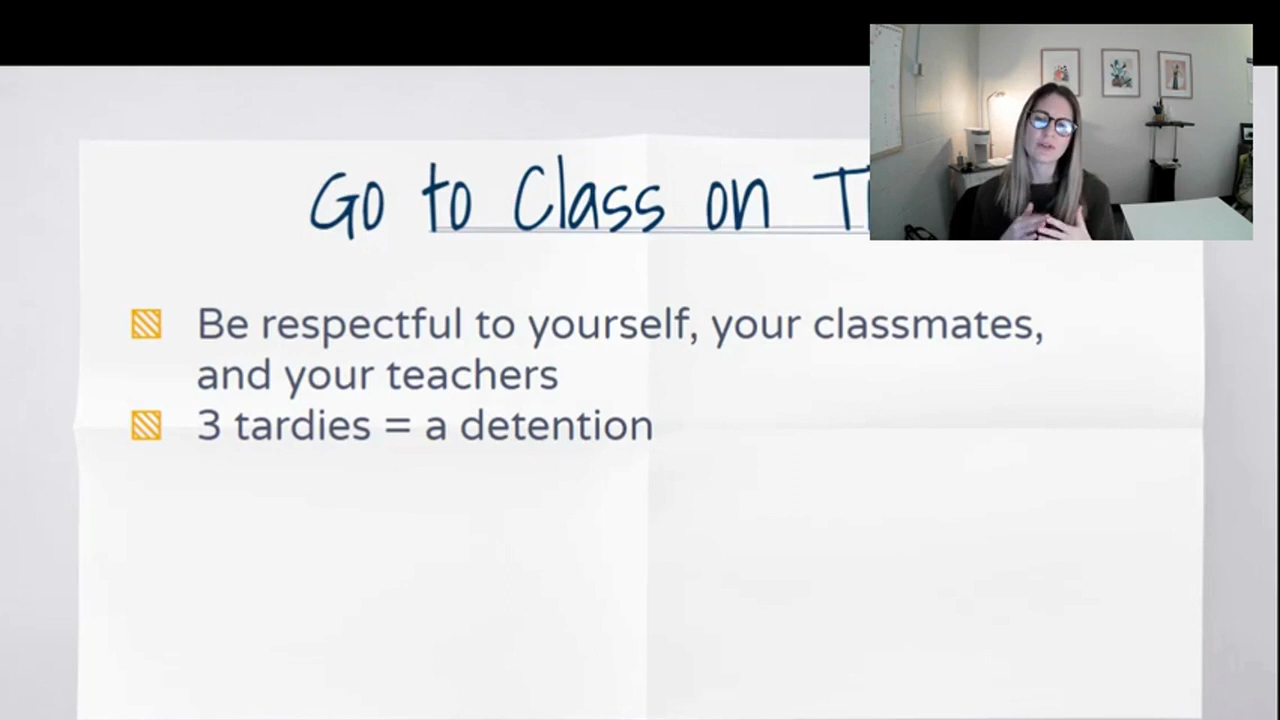 Go to Class on
Be respectful to yourself, your classmates,
and your teachers
3 tardies = a detention